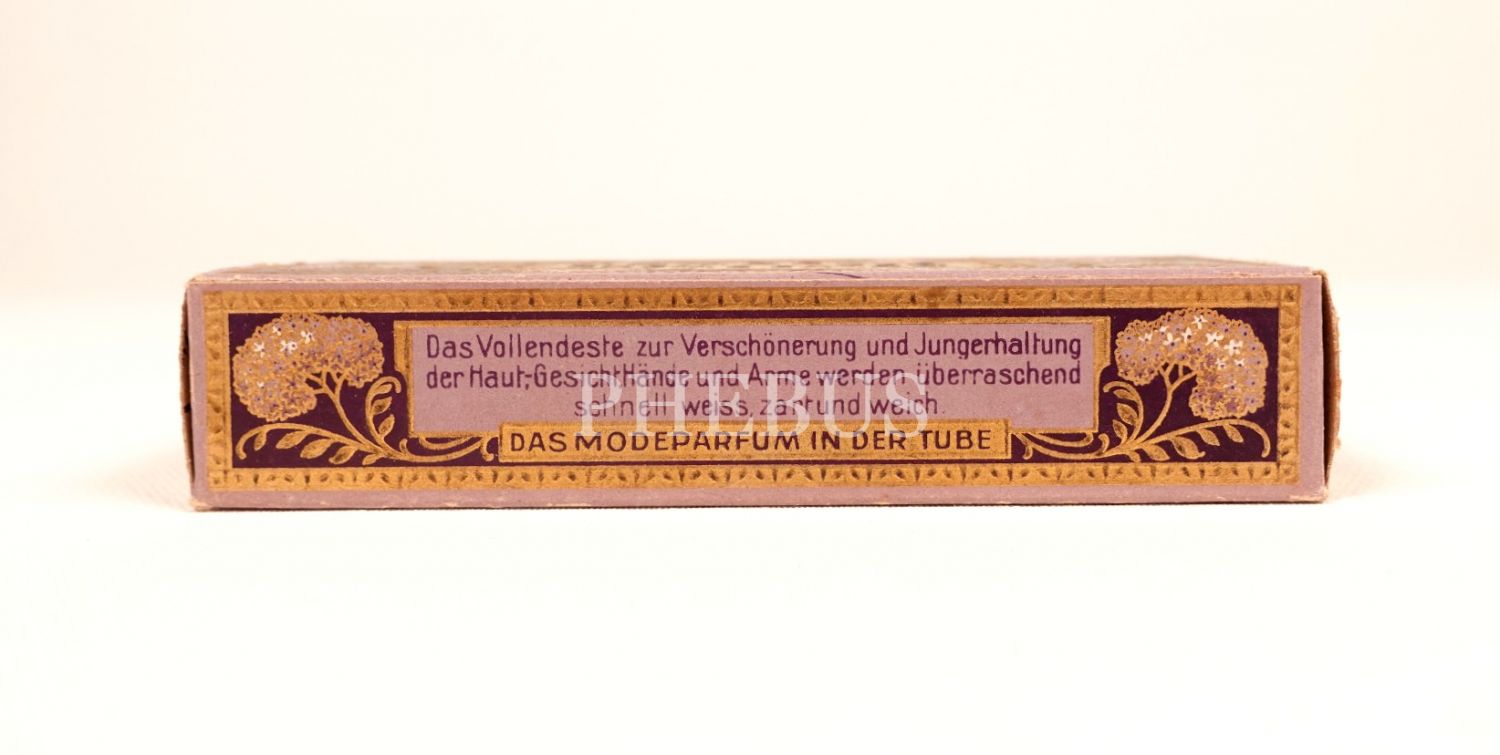 Das Vollendeste zur Verschönerung und Jungerhaltung
der Haut,-Gesicht Hände und Arme werden überraschend
schnell weiss, zart und weich.
DAS MODEPARFUM IN DER TUBE
PHEBUS